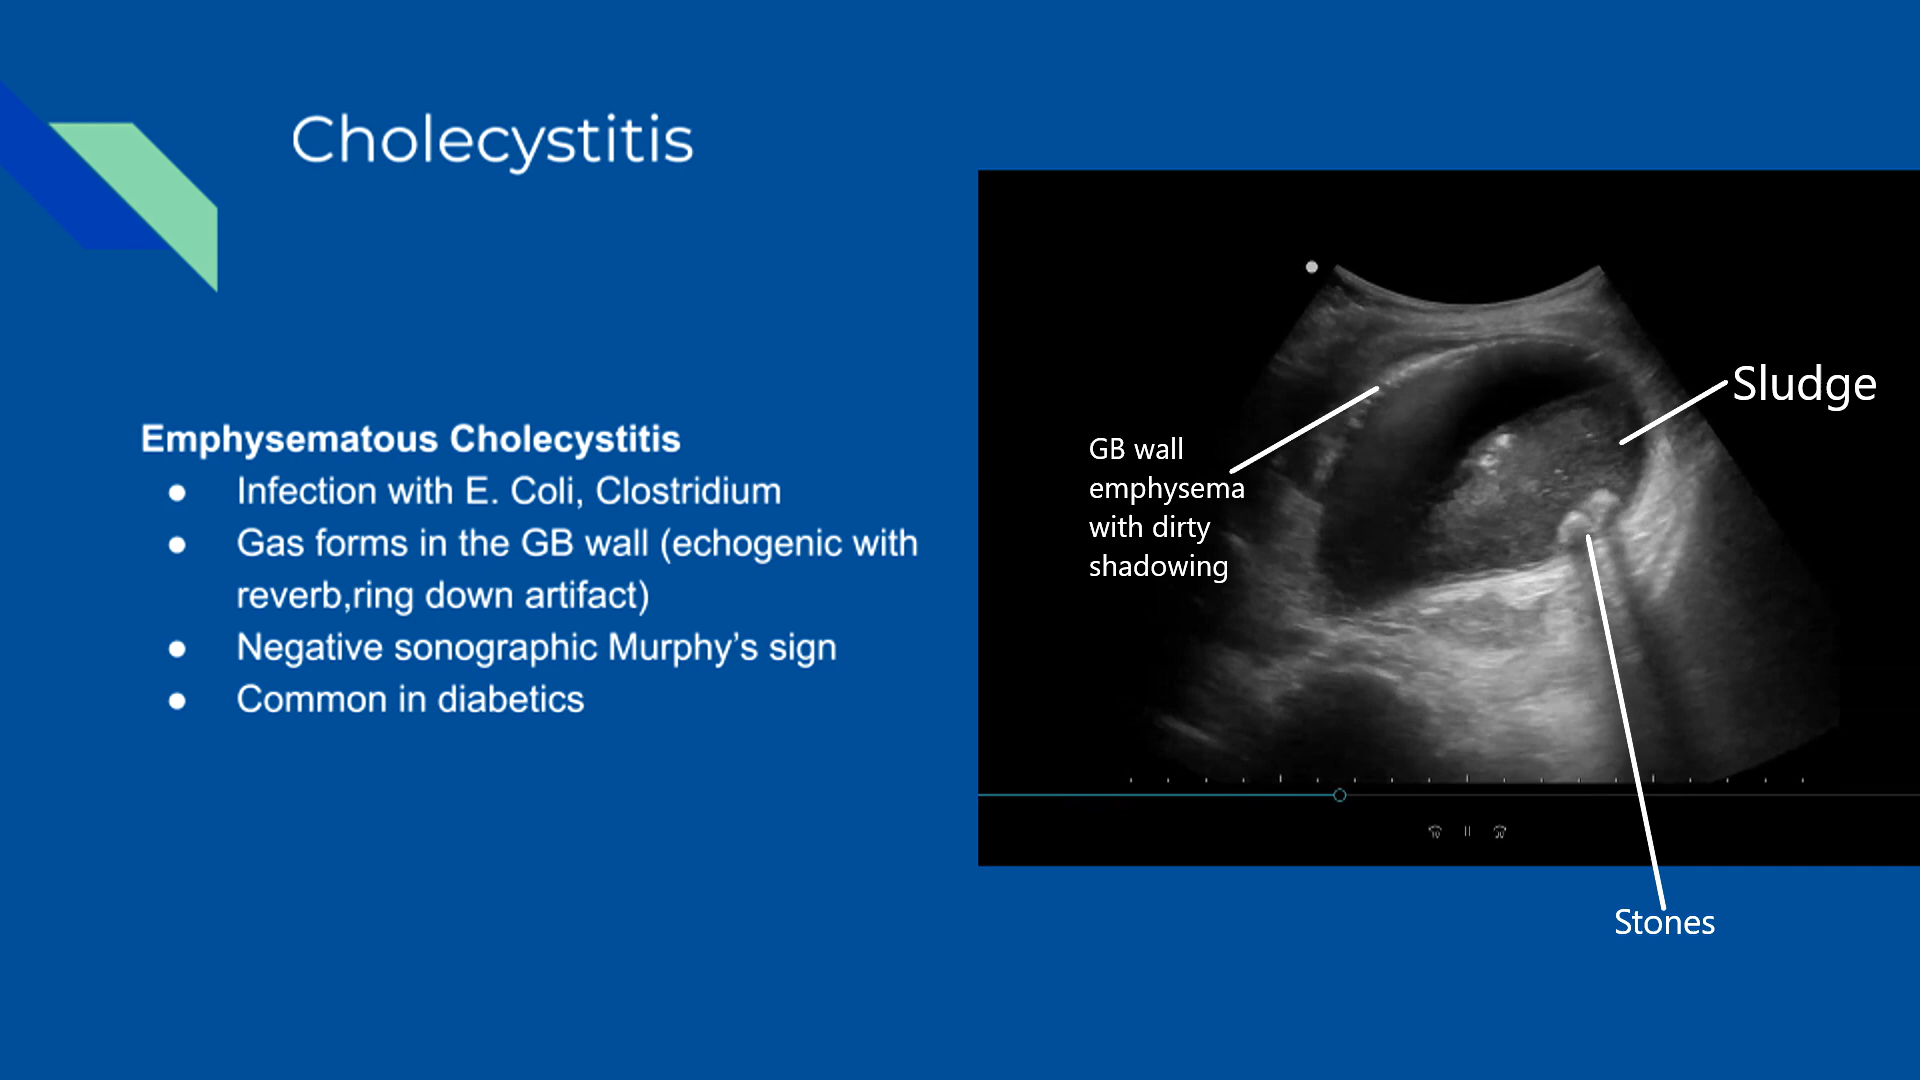 Cholecystitis
Emphysematous Cholecystitis
● Infection with E. Coli, Clostridium
● Gas forms in the GB wall (echogenic with
reverb,ring down artifact)
● Negative sonographic Murphy’s sign
● Common in diabetics
GB wall
emphysema
with dirty
shadowing
Sludge
Stones